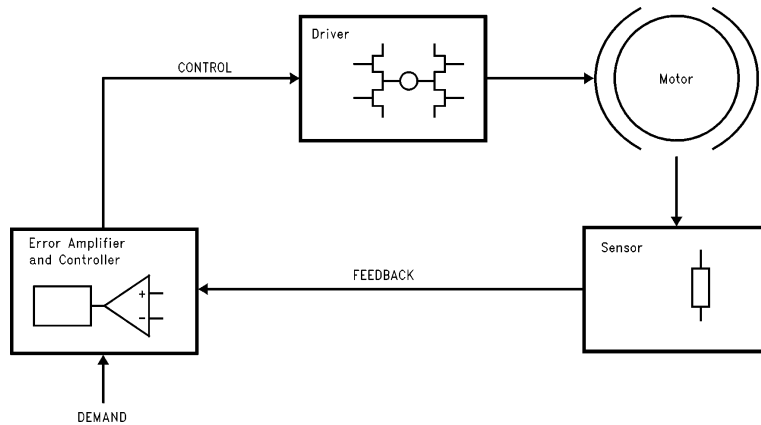 Driver
CONTROL
Motor
Error Amplifier
and Controller
+
−
Sensor
FEEDBACK
DEMAND